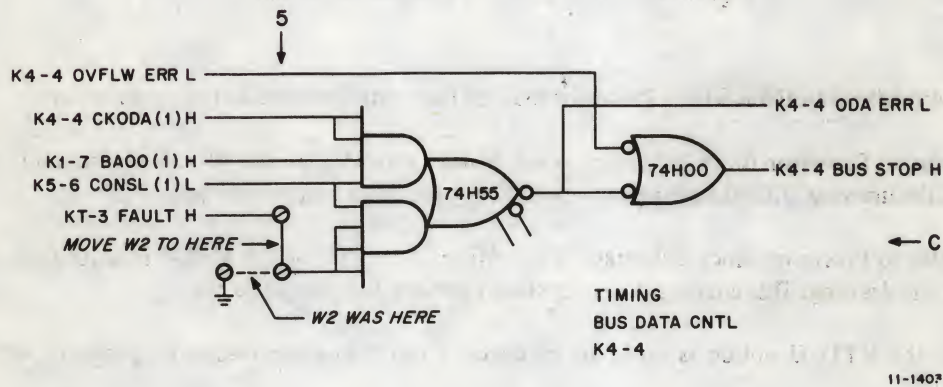 5
K4-4 OVFLW ERR L
K4-4 ODA ERR L
K4-4 CKODA(1)H
K1-7 BA00(1)H
74H00
K4-4 BUS STOP H
K5-6 CONSL(1)L
74H55
KT-3 FAULT H
MOVE W2 TO HERE
C
W2 WAS HERE
TIMING
BUS DATA CNTL
K4-4
11-1403